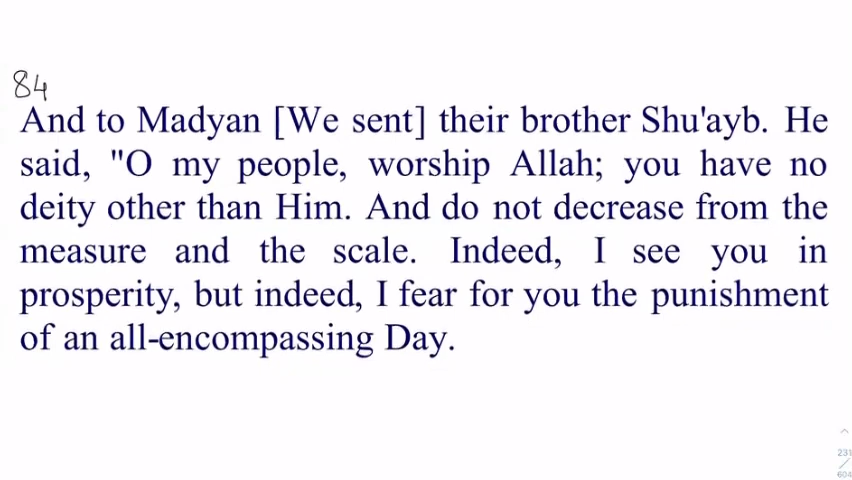 84
And to Madyan [We sent] their brother Shu'ayb. He
said, "O my people, worship Allah; you have no
deity other than Him. And do not decrease from the
measure and the scale. Indeed, I see you in
prosperity, but indeed, I fear for you the punishment
of an all-encompassing Day.
231
/
604